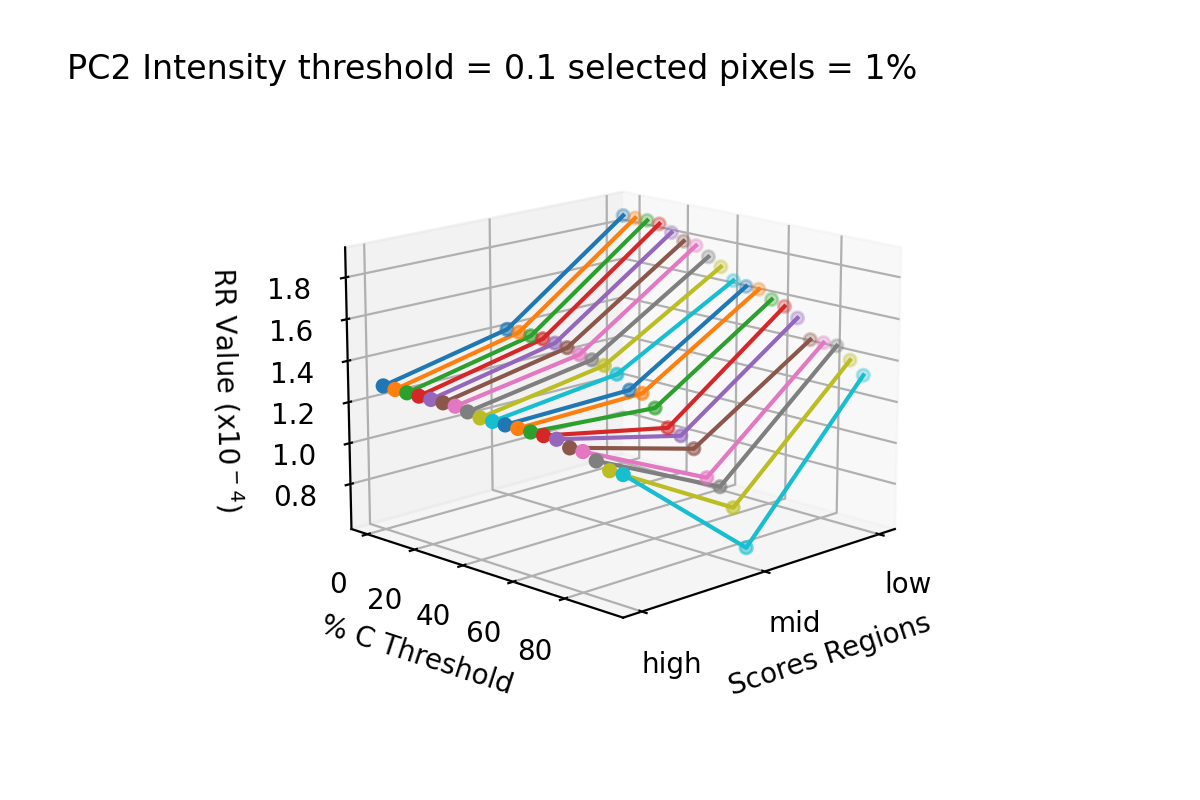 PC2 Intensity threshold = 0.1 selected pixels = 1%
RR Value (x10⁻⁴)
1.8
1.6
1.4
1.2
1.0
0.8
0
20
40
60
80
% C Threshold
high
mid
low
Scores Regions